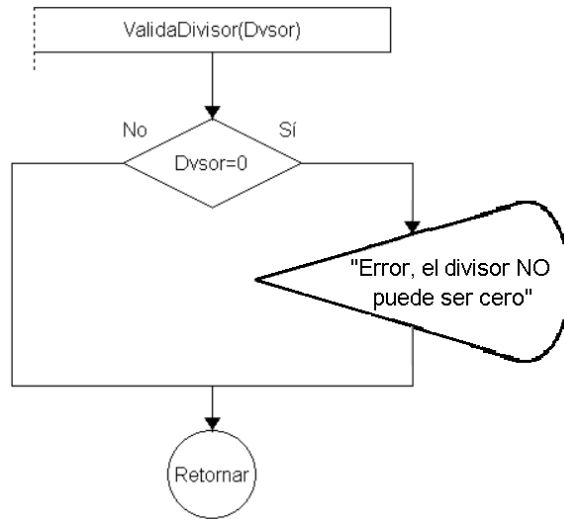 ValidaDivisor(Dvsor)
No
Sí
Dvsor=0
"Error, el divisor NO
puede ser cero"
Retornar